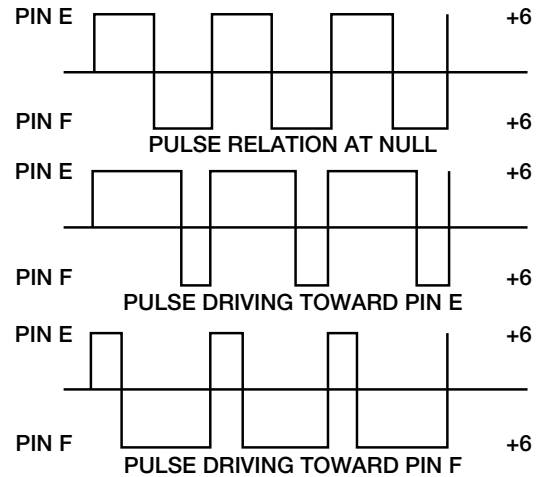 PIN E +6
PIN F +6
PULSE RELATION AT NULL
PIN E +6
PIN F +6
PULSE DRIVING TOWARD PIN E
PIN E +6
PIN F +6
PULSE DRIVING TOWARD PIN F